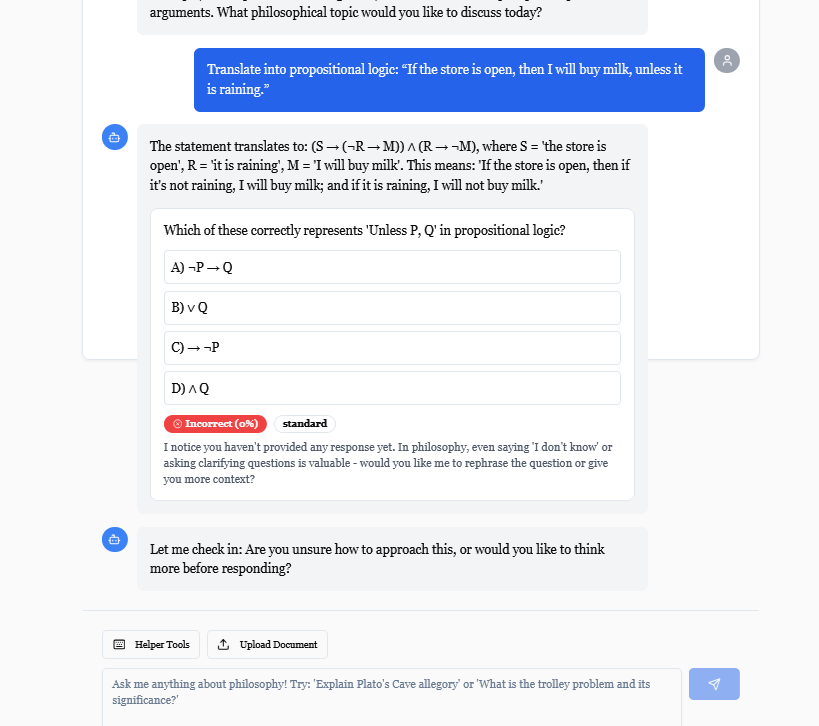 arguments. What philosophical topic would you like to discuss today?
Translate into propositional logic: “If the store is open, then I will buy milk, unless it
is raining.”
The statement translates to: (S → (¬R → M)) ∧ (R → ¬M), where S = 'the store is
open', R = 'it is raining', M = 'I will buy milk'. This means: 'If the store is open, then if
it's not raining, I will buy milk; and if it is raining, I will not buy milk.'
Which of these correctly represents 'Unless P, Q' in propositional logic?
A) ¬P → Q
B) ∨ Q
C) → ¬P
D) ∧ Q
Incorrect (0%) standard
I notice you haven't provided any response yet. In philosophy, even saying 'I don't know' or
asking clarifying questions is valuable - would you like me to rephrase the question or give
you more context?
Let me check in: Are you unsure how to approach this, or would you like to think
more before responding?
Helper Tools Upload Document
Ask me anything about philosophy! Try: 'Explain Plato's Cave allegory' or 'What is the trolley problem and its
significance?'